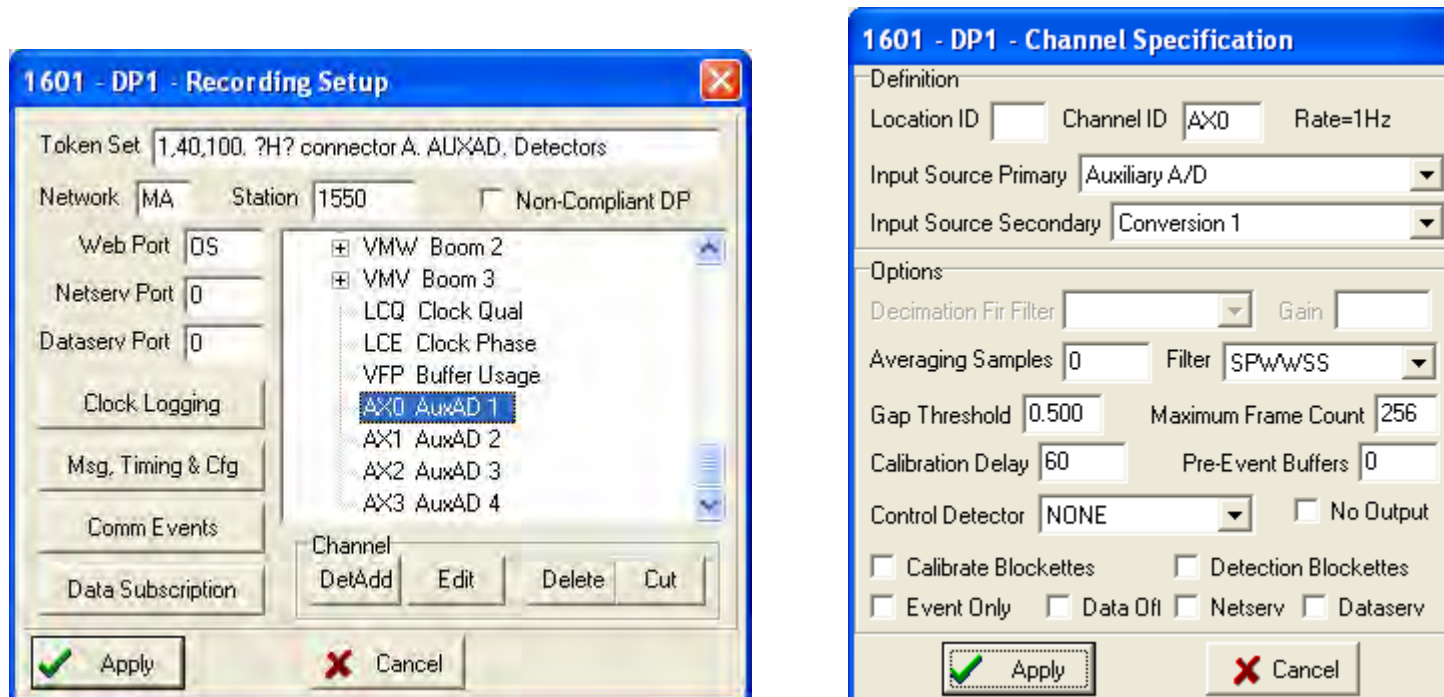 1601 - DP1 - Recording Setup
Token Set 1,40,100. ?H? connector A. AUXAD, Detectors
Network MA Station 1550 Non-Compliant DP
Web Port OS
Netserv Port 0
Dataserv Port 0
Clock Logging
Msg, Timing & Cfg
Comm Events
Data Subscription
VMW Boom 2
VMV Boom 3
LCQ Clock Qual
LCE Clock Phase
VFP Buffer Usage
AX0 AuxAD 1
AX1 AuxAD 2
AX2 AuxAD 3
AX3 AuxAD 4
Channel
DetAdd Edit Delete Cut
Apply Cancel
1601 - DP1 - Channel Specification
Definition
Location ID Channel ID AX0 Rate=1Hz
Input Source Primary Auxiliary A/D
Input Source Secondary Conversion 1
Options
Decimation Fir Filter Gain
Averaging Samples 0 Filter SPWWSS
Gap Threshold 0.500 Maximum Frame Count 256
Calibration Delay 60 Pre-Event Buffers 0
Control Detector NONE No Output
Calibrate Blockettes Detection Blockettes
Event Only Data Ofl Netserv Dataserv
Apply Cancel